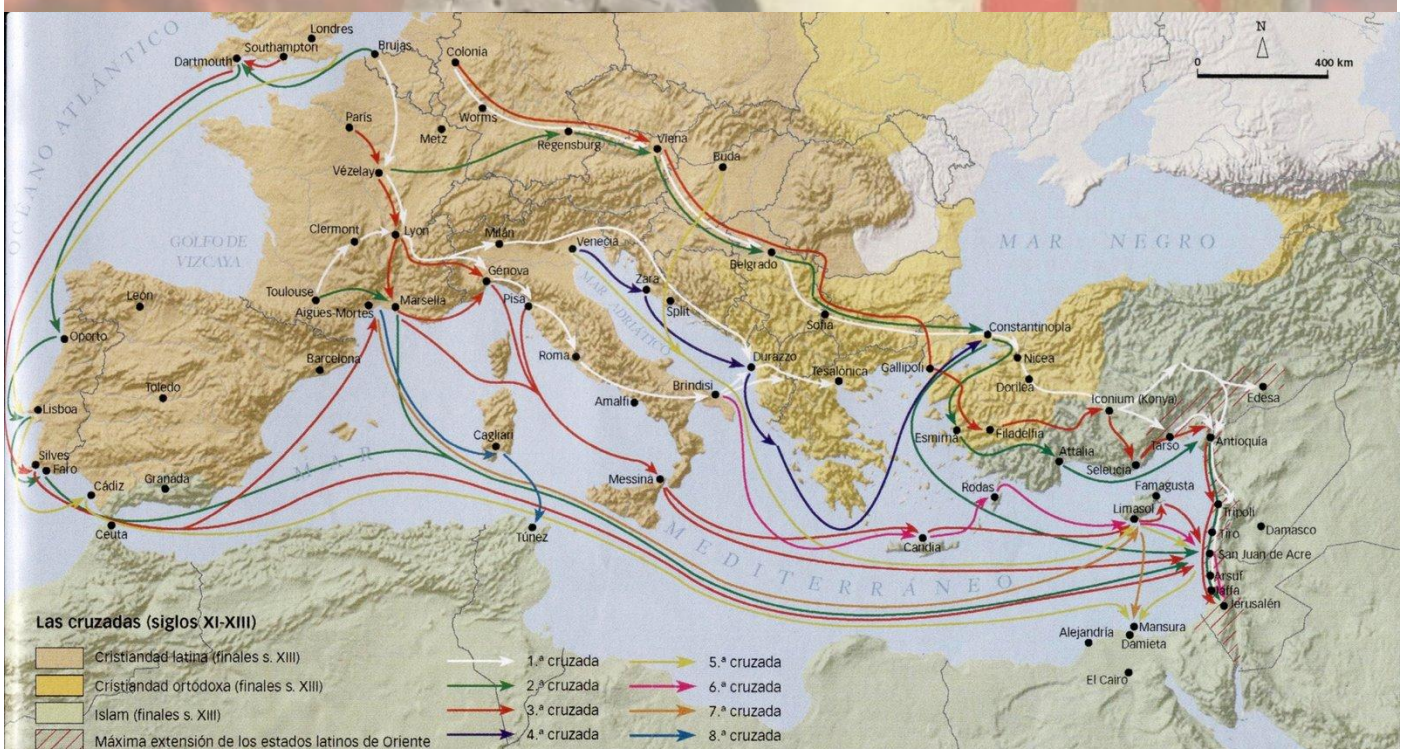 OCÉANO ATLÁNTICO
Londres
Southampton
Dartmouth
Brujas
Colonia
N
0 400 km
París
Worms
Metz
Regensburg
Viena
Buda
Vézelay
Clermont
Lyon
Milán
Venecia
GOLFO DE
VIZCAYA
Belgrado
MAR NEGRO
Génova
Zara
Toulouse
Marsella
Pisa
MAR ADRIÁTICO
Split
León
Aigües-Mortes
Sofía
Constantinopla
Oporto
Barcelona
Roma
Durazzo
Tesalónica
Gallípoli
Nicea
Dorilea
Toledo
Brindisi
Amalfi
Iconium (Konya)
Edesa
Lisboa
Cagliari
Esmirna
Filadelfia
Tarso
Antioquía
Attalia
Seleucia
Silves
Faro
MAR
Granada
Cádiz
Messina
Rodas
Famagusta
Limasol
Trípoli
Ceuta
Túnez
Candia
Tiro
Damasco
MEDITERRÁNEO
San Juan de Acre
Arsuf
Jaffa
Jerusalén
Mansura
Alejandría
Damieta
El Cairo
Las cruzadas (siglos XI-XIII)
Cristiandad latina (finales s. XIII)
Cristiandad ortodoxa (finales s. XIII)
Islam (finales s. XIII)
Máxima extensión de los estados latinos de Oriente
1.ª cruzada
2.ª cruzada
3.ª cruzada
4.ª cruzada
5.ª cruzada
6.ª cruzada
7.ª cruzada
8.ª cruzada